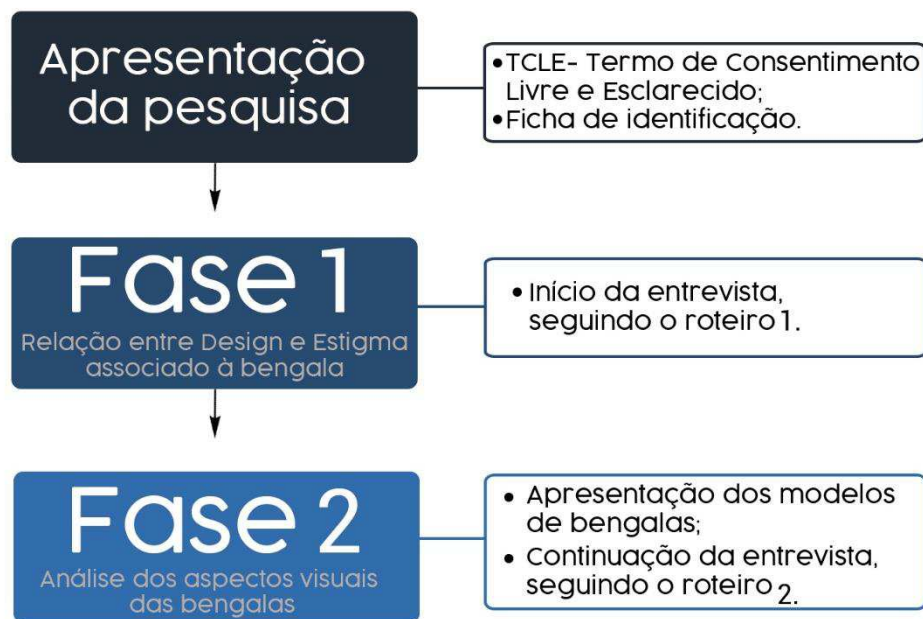 Apresentação
da pesquisa
•TCLE- Termo de Consentimento
Livre e Esclarecido;
•Ficha de identificação.
Fase 1
Relação entre Design e Estigma
associado à bengala
• Início da entrevista,
seguindo o roteiro 1.
Fase 2
Análise dos aspectos visuais
das bengalas
• Apresentação dos modelos
de bengalas;
• Continuação da entrevista,
seguindo o roteiro 2.